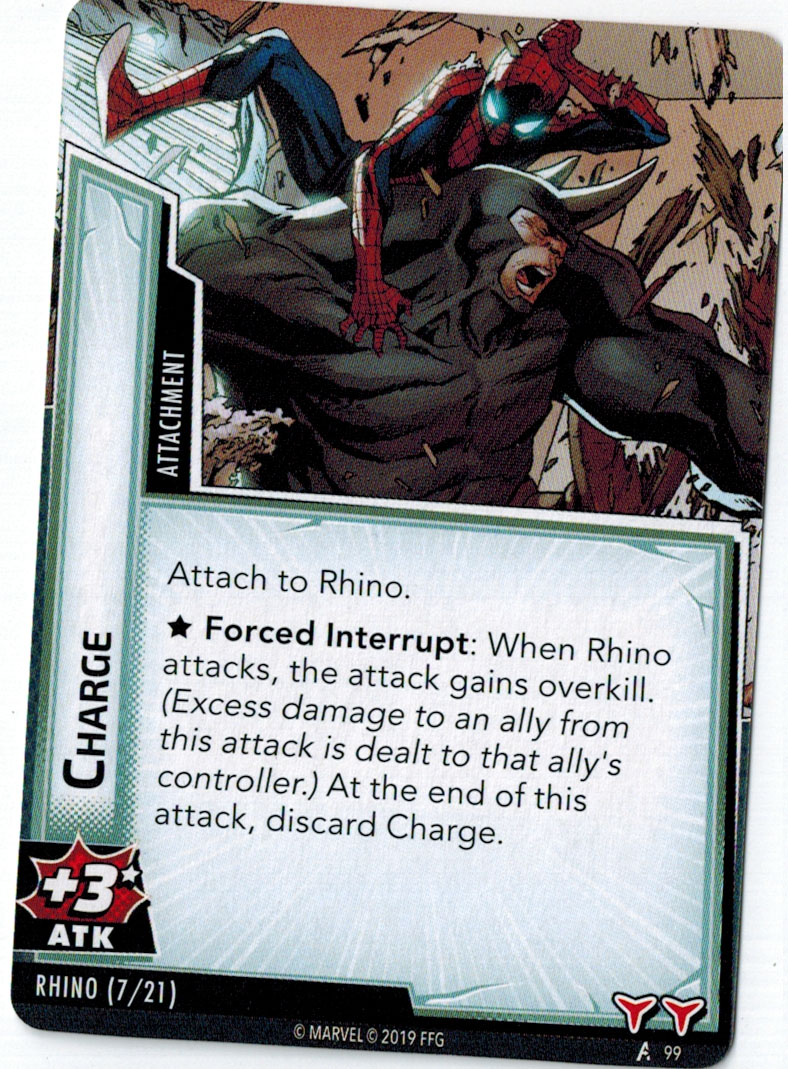 ATTACHMENT
CHARGE
Attach to Rhino.
★ Forced Interrupt: When Rhino
attacks, the attack gains overkill.
(Excess damage to an ally from
this attack is dealt to that ally's
controller.) At the end of this
attack, discard Charge.
+3★
ATK
RHINO (7/21)
© MARVEL © 2019 FFG
99